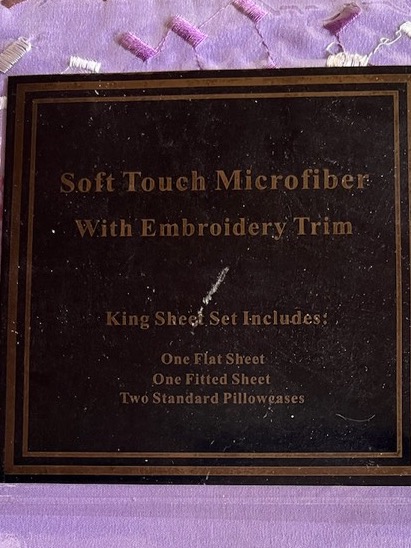 Soft Touch Microfiber
With Embroidery Trim
King Sheet Set Includes:
One Flat Sheet
One Fitted Sheet
Two Standard Pillowcases